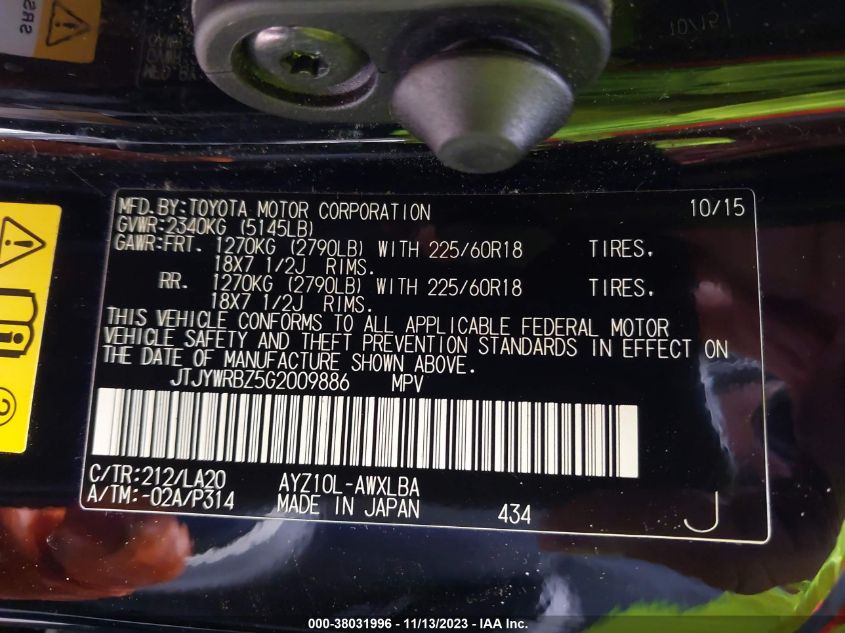 SRS
10/15
MFD.BY:TOYOTA MOTOR CORPORATION 10/15
GVWR:2340KG (5145LB)
GAWR:FRT. 1270KG (2790LB) WITH 225/60R18 TIRES.
18X7 1/2J RIMS.
RR. 1270KG (2790LB) WITH 225/60R18 TIRES.
18X7 1/2J RIMS.
THIS VEHICLE CONFORMS TO ALL APPLICABLE FEDERAL MOTOR
VEHICLE SAFETY AND THEFT PREVENTION STANDARDS IN EFFECT ON
THE DATE OF MANUFACTURE SHOWN ABOVE.
JTJYWRBZ5G2009886 MPV
C/TR:212/LA20 AYZ10L-AWXLBA
A/TM:-02A/P314 MADE IN JAPAN 434 J
000-38031996 - 11/13/2023 - IAA Inc.